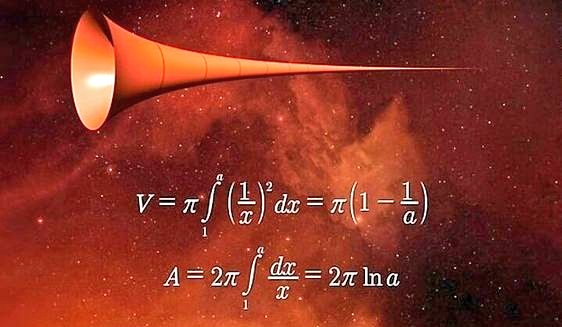 V = π∫₁ᵃ (1/x)² dx = π(1 − 1/a)
A = 2π∫₁ᵃ dx/x = 2π ln a